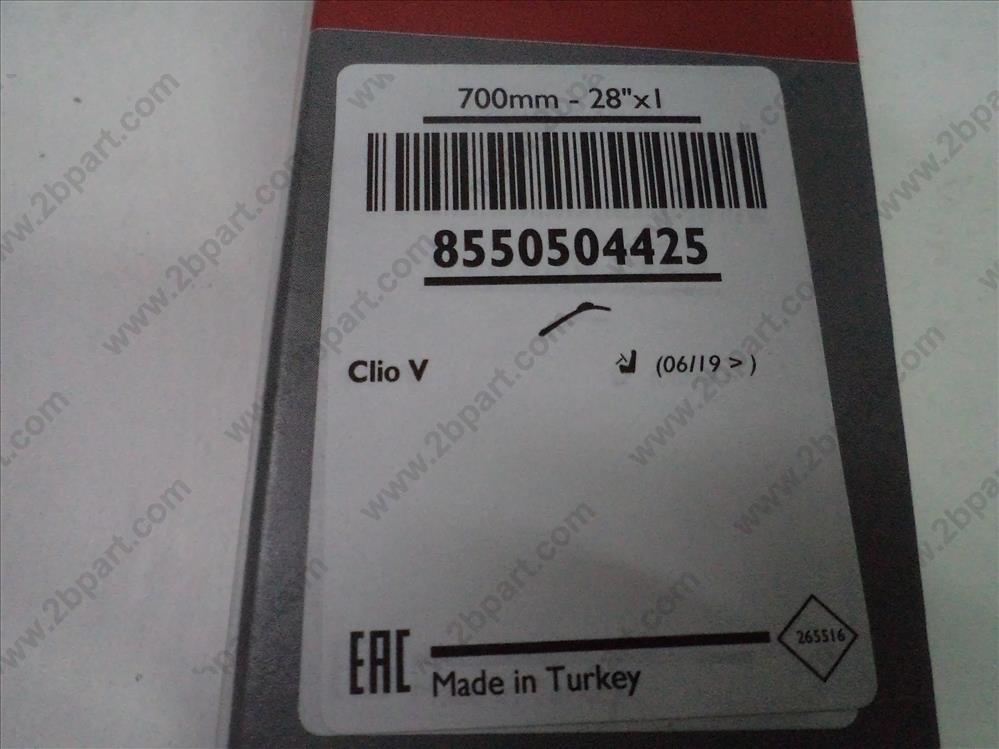 700mm - 28"x1
8550504425
Clio V (06/19 > )
265516
EAC
Made in Turkey
www.2bpart.com